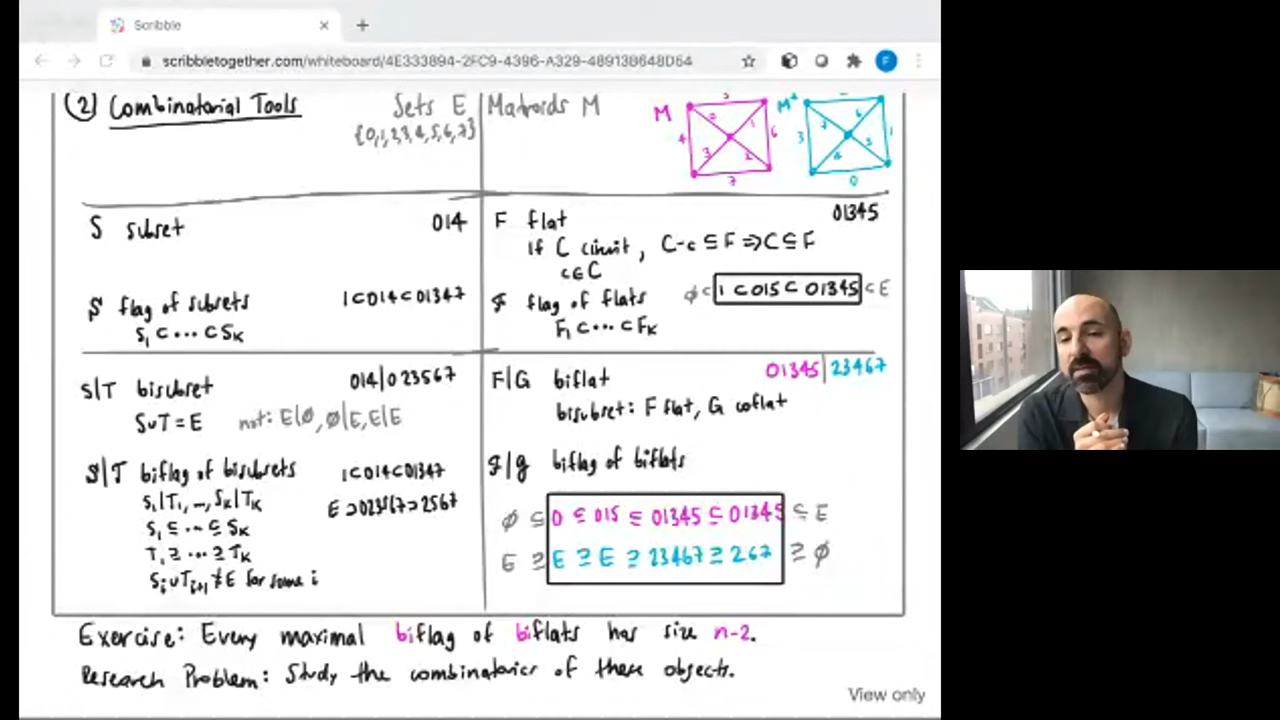 Scribble
scribbletogether.com/whiteboard/4E333894-2FC9-4396-A329-48913B648D54
F
(2) Combinatorial Tools
Sets E
{0,1,2,3,4,5,6,7}
Matroids M
M
M⊥
S subset 014
F flat 01345
If C circuit, C-c ⊆ F ⇒ C ⊆ F
c∈C
S flag of subsets 1⊂014⊂01347
S₁ ⊂ ··· ⊂ Sₖ
F flag of flats ∅⊂ 1⊂015⊂01345 ⊂E
F₁ ⊂ ··· ⊂ Fₖ
S|T bisubset 014|023567
S∪T = E not: E|∅, ∅|E, E|E
F|G biflat 01345|23467
bisubset: F flat, G coflat
S|T biflag of bisubsets 1⊂014⊂01347
S₁|T₁, ..., Sₖ|Tₖ E⊃023567⊃2567
S₁ ⊆ ··· ⊆ Sₖ
T₁ ⊇ ··· ⊇ Tₖ
Sᵢ∪Tᵢ₊₁≠E for some i
F|G biflag of biflats
∅ ⊆ 0 ⊆ 015 ⊆ 01345 ⊆ 01345 ⊆ E
E ⊇ E ⊇ E ⊇ 23467 ⊇ 267 ⊇ ∅
Exercise: Every maximal biflag of biflats has size n-2.
Research Problem: Study the combinatorics of these objects.
View only